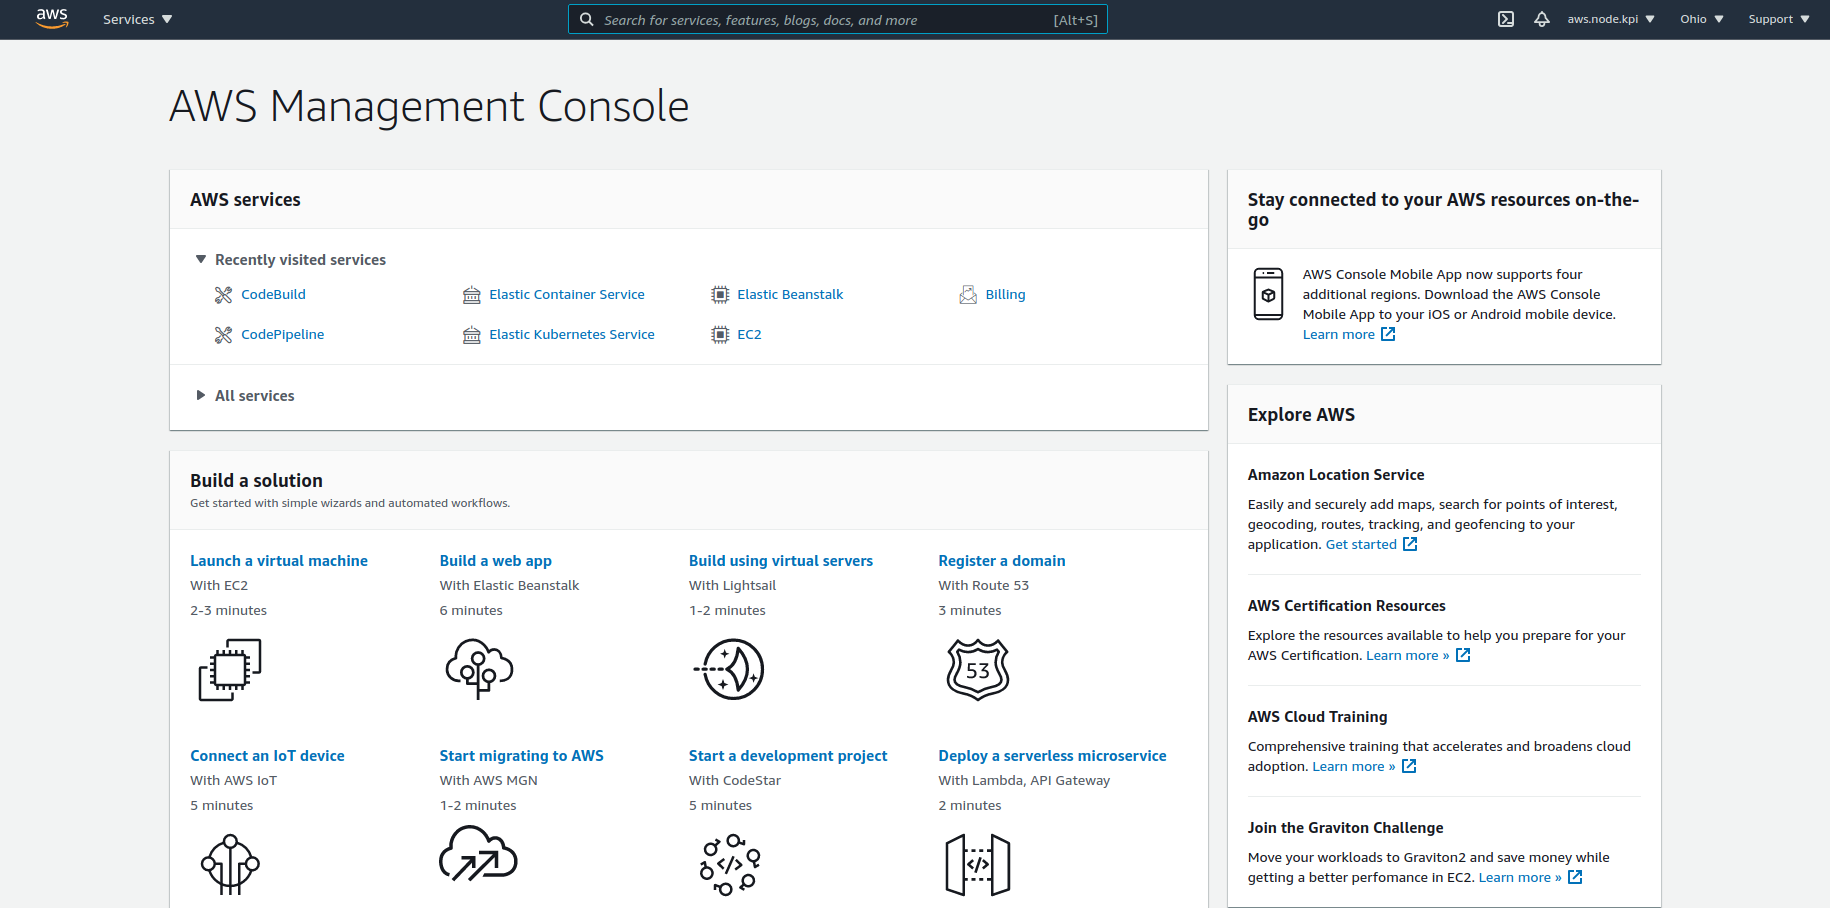 aws
Services
Search for services, features, blogs, docs, and more
[Alt+S]
aws.node.kpi
Ohio
Support
AWS Management Console
AWS services
Recently visited services
CodeBuild
Elastic Container Service
Elastic Beanstalk
Billing
CodePipeline
Elastic Kubernetes Service
EC2
All services
Build a solution
Get started with simple wizards and automated workflows.
Launch a virtual machine
With EC2
2-3 minutes
Build a web app
With Elastic Beanstalk
6 minutes
Build using virtual servers
With Lightsail
1-2 minutes
Register a domain
With Route 53
3 minutes
53
Connect an IoT device
With AWS IoT
5 minutes
Start migrating to AWS
With AWS MGN
1-2 minutes
Start a development project
With CodeStar
5 minutes
</>
Deploy a serverless microservice
With Lambda, API Gateway
2 minutes
</>
Stay connected to your AWS resources on-the-
go
AWS Console Mobile App now supports four
additional regions. Download the AWS Console
Mobile App to your iOS or Android mobile device.
Learn more
Explore AWS
Amazon Location Service
Easily and securely add maps, search for points of interest,
geocoding, routes, tracking, and geofencing to your
application. Get started
AWS Certification Resources
Explore the resources available to help you prepare for your
AWS Certification. Learn more »
AWS Cloud Training
Comprehensive training that accelerates and broadens cloud
adoption. Learn more »
Join the Graviton Challenge
Move your workloads to Graviton2 and save money while
getting a better perfomance in EC2. Learn more »